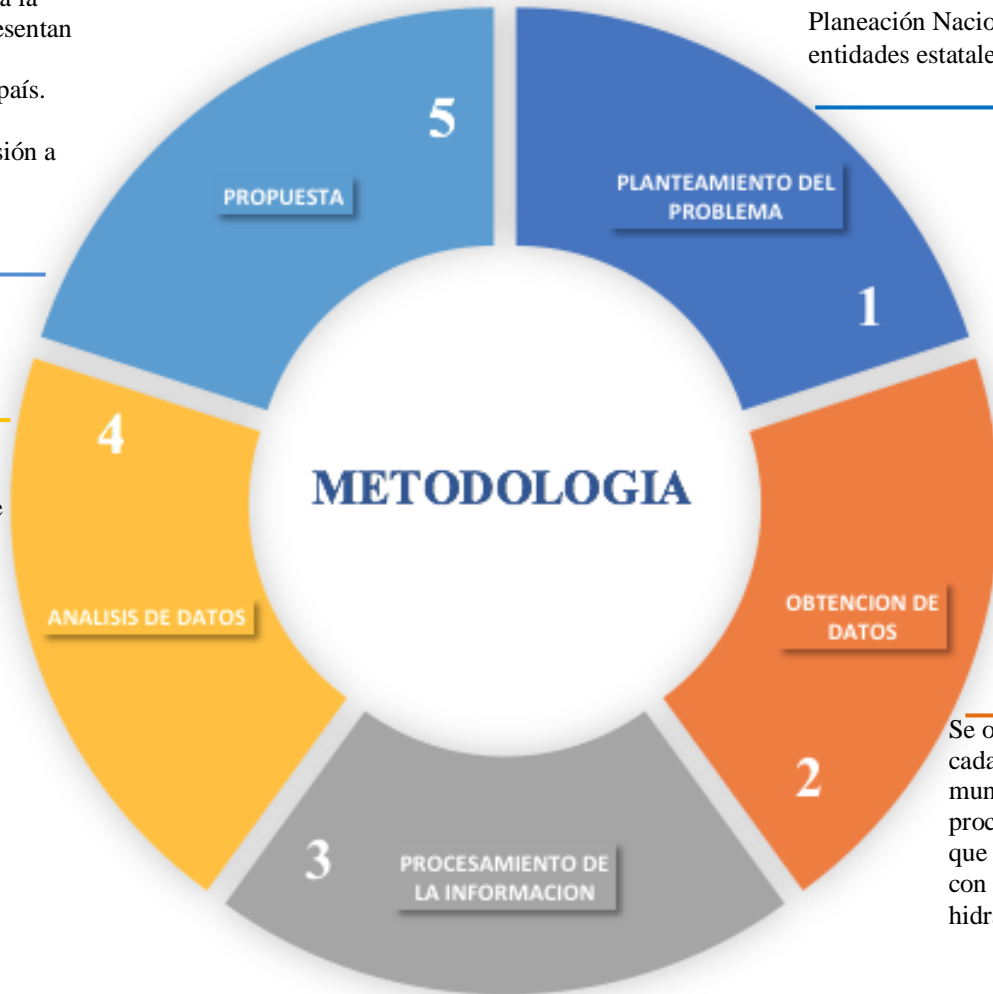 a la
esentan
país.
sión a
Planeación Nacio
entidades estatale
5
PROPUESTA
PLANTEAMIENTO DEL
PROBLEMA
1
4
METODOLOGIA
e
ANALISIS DE DATOS
OBTENCION DE
DATOS
2
Se o
cada
mun
proc
que
con
hidr
3
PROCESAMIENTO DE
LA INFORMACION